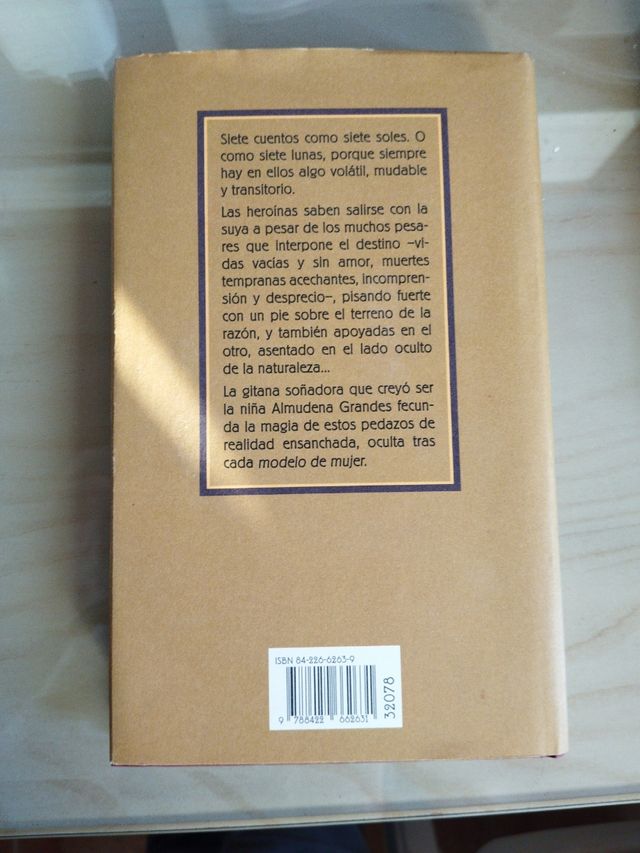 Siete cuentos como siete soles. O
como siete lunas, porque siempre
hay en ellos algo volátil, mudable
y transitorio.
Las heroínas saben salirse con la
suya a pesar de los muchos pesa-
res que interpone el destino –vi-
das vacías y sin amor, muertes
tempranas acechantes, incompren-
sión y desprecio–, pisando fuerte
con un pie sobre el terreno de la
razón, y también apoyadas en el
otro, asentado en el lado oculto
de la naturaleza...
La gitana soñadora que creyó ser
la niña Almudena Grandes fecun-
da la magia de estos pedazos de
realidad ensanchada, oculta tras
cada modelo de mujer.
ISBN 84-226-6263-9
9 788422 662631
32078